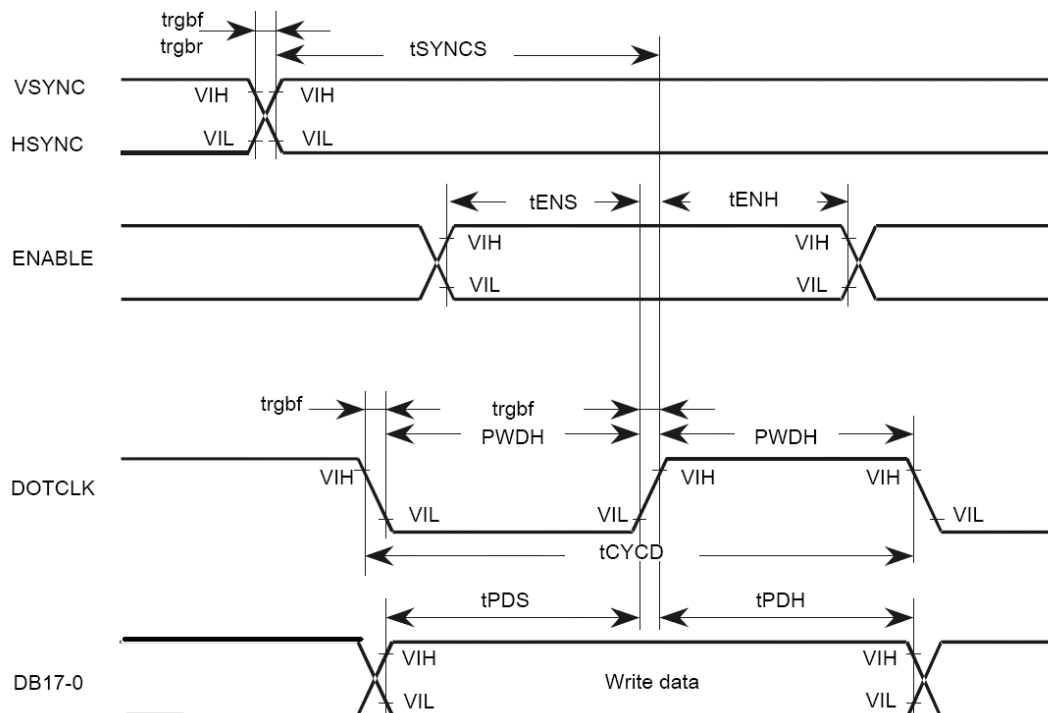 trgbf
trgbr
tSYNCS
VSYNC
VIH
VIH
HSYNC
VIL
VIL
tENS
tENH
ENABLE
VIH
VIH
VIL
VIL
trgbf
trgbf
PWDH
PWDH
DOTCLK
VIH
VIH
VIH
VIL
VIL
VIL
tCYCD
tPDS
tPDH
DB17-0
VIH
Write data
VIH
VIL
VIL